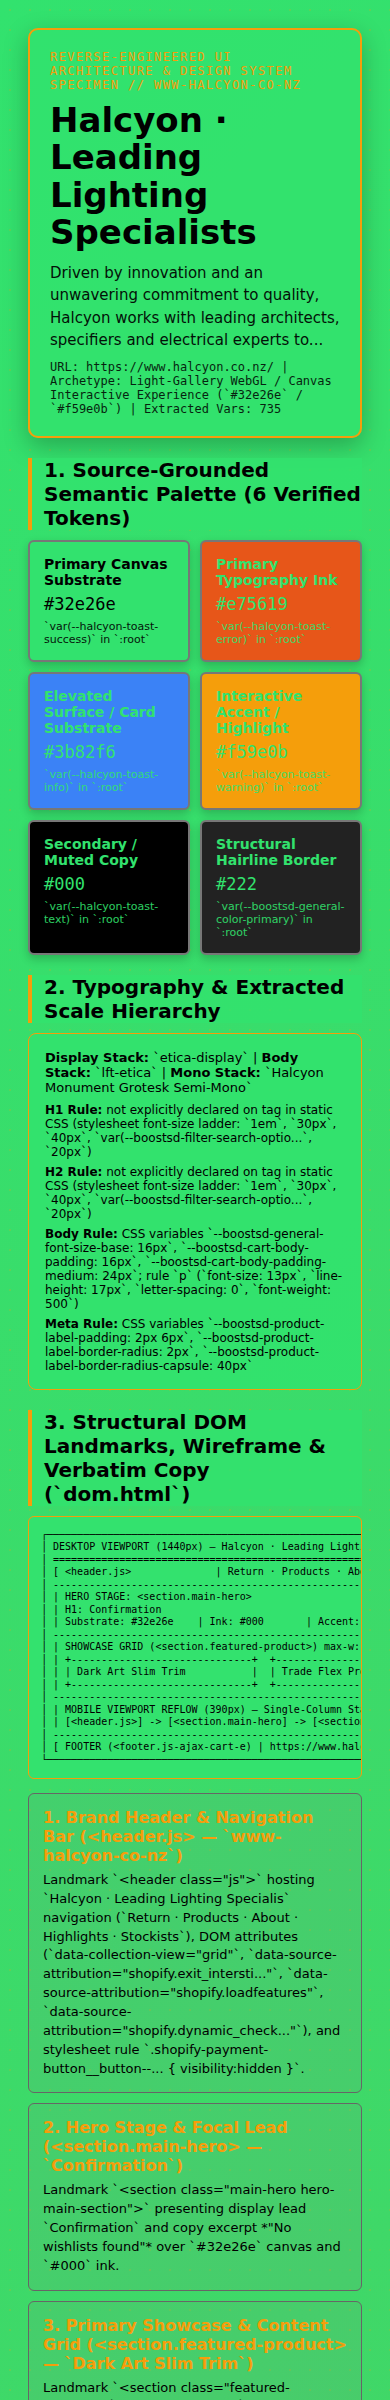 REVERSE ENGINEERED UI
ARCHITECTURE & DESIGN SYSTEM
SPECIMEN // WWW-HALCYON-CO-NZ
Halcyon ·
Leading
Lighting
Specialists
Driven by innovation and an
unwavering commitment to quality,
Halcyon works with leading architects,
specifiers and electrical experts to...
URL: https://www.halcyon.co.nz/ |
Archetype: Light-Gallery WebGL / Canvas
Interactive Experience (`#32e26e` /
`#f59e0b`) | Extracted Vars: 735
1. Source-Grounded
Semantic Palette (6 Verified
Tokens)
Primary Canvas
Substrate
#32e26e
`var(--halcyon-toast-
success)` in `:root`
Primary
Typography Ink
#e75619
`var(--halcyon-toast-
error)` in `:root`
Elevated
Surface / Card
Substrate
#3b82f6
`var(--halcyon-toast-
info)` in `:root`
Interactive
Accent /
Highlight
#f59e0b
`var(--halcyon-toast-
warning)` in `:root`
Secondary /
Muted Copy
#000
`var(--halcyon-toast-
text)` in `:root`
Structural
Hairline Border
#222
`var(--boostsd-general-
color-primary)` in
`:root`
2. Typography & Extracted
Scale Hierarchy
Display Stack: `etica-display` | Body
Stack: `lft-etica` | Mono Stack: `Halcyon
Monument Grotesk Semi-Mono`
H1 Rule: not explicitly declared on tag in static
CSS (stylesheet font-size ladder: `1em`, `30px`,
`40px`, `var(--boostsd-filter-search-optio...`,
`20px`)
H2 Rule: not explicitly declared on tag in static
CSS (stylesheet font-size ladder: `1em`, `30px`,
`40px`, `var(--boostsd-filter-search-optio...`,
`20px`)
Body Rule: CSS variables `--boostsd-general-
font-size-base: 16px`, `--boostsd-cart-body-
padding: 16px`, `--boostsd-cart-body-padding-
medium: 24px`; rule `p` (`font-size: 13px`, `line-
height: 17px`, `letter-spacing: 0`, `font-weight:
500`)
Meta Rule: CSS variables `--boostsd-product-
label-padding: 2px 6px`, `--boostsd-product-
label-border-radius: 2px`, `--boostsd-product-
label-border-radius-capsule: 40px`
3. Structural DOM
Landmarks, Wireframe &
Verbatim Copy
(`dom.html`)
DESKTOP VIEWPORT (1440px) — Halcyon · Leading Light
[ <header.js> | Return · Products · Ab
| HERO STAGE: <section.main-hero>
| H1: Confirmation
| Substrate: #32e26e | Ink: #000 | Accent:
| SHOWCASE GRID (<section.featured-product>) max-w:
| | Dark Art Slim Trim | | Trade Flex Pr
| MOBILE VIEWPORT REFLOW (390px) — Single-Column St
| [<header.js>] -> [<section.main-hero] -> [<section
[ FOOTER (<footer.js-ajax-cart-e) | https://www.hal
1. Brand Header & Navigation
Bar (<header.js> — `www-
halcyon-co-nz`)
Landmark `<header class="js">` hosting
`Halcyon · Leading Lighting Specialis`
navigation (`Return · Products · About ·
Highlights · Stockists`), DOM attributes
(`data-collection-view="grid"`, `data-source-
attribution="shopify.exit_intersti..."`, `data-
source-attribution="shopify.loadfeatures"`,
`data-source-
attribution="shopify.dynamic_check..."`), and
stylesheet rule `.shopify-payment-
button__button--... { visibility:hidden }`.
2. Hero Stage & Focal Lead
(<section.main-hero> —
`Confirmation`)
Landmark `<section class="main-hero hero-
main-section">` presenting display lead
`Confirmation` and copy excerpt *"No
wishlists found"* over `#32e26e` canvas and
`#000` ink.
3. Primary Showcase & Content
Grid (<section.featured-product>
— `Dark Art Slim Trim`)
Landmark `<section class="featured-